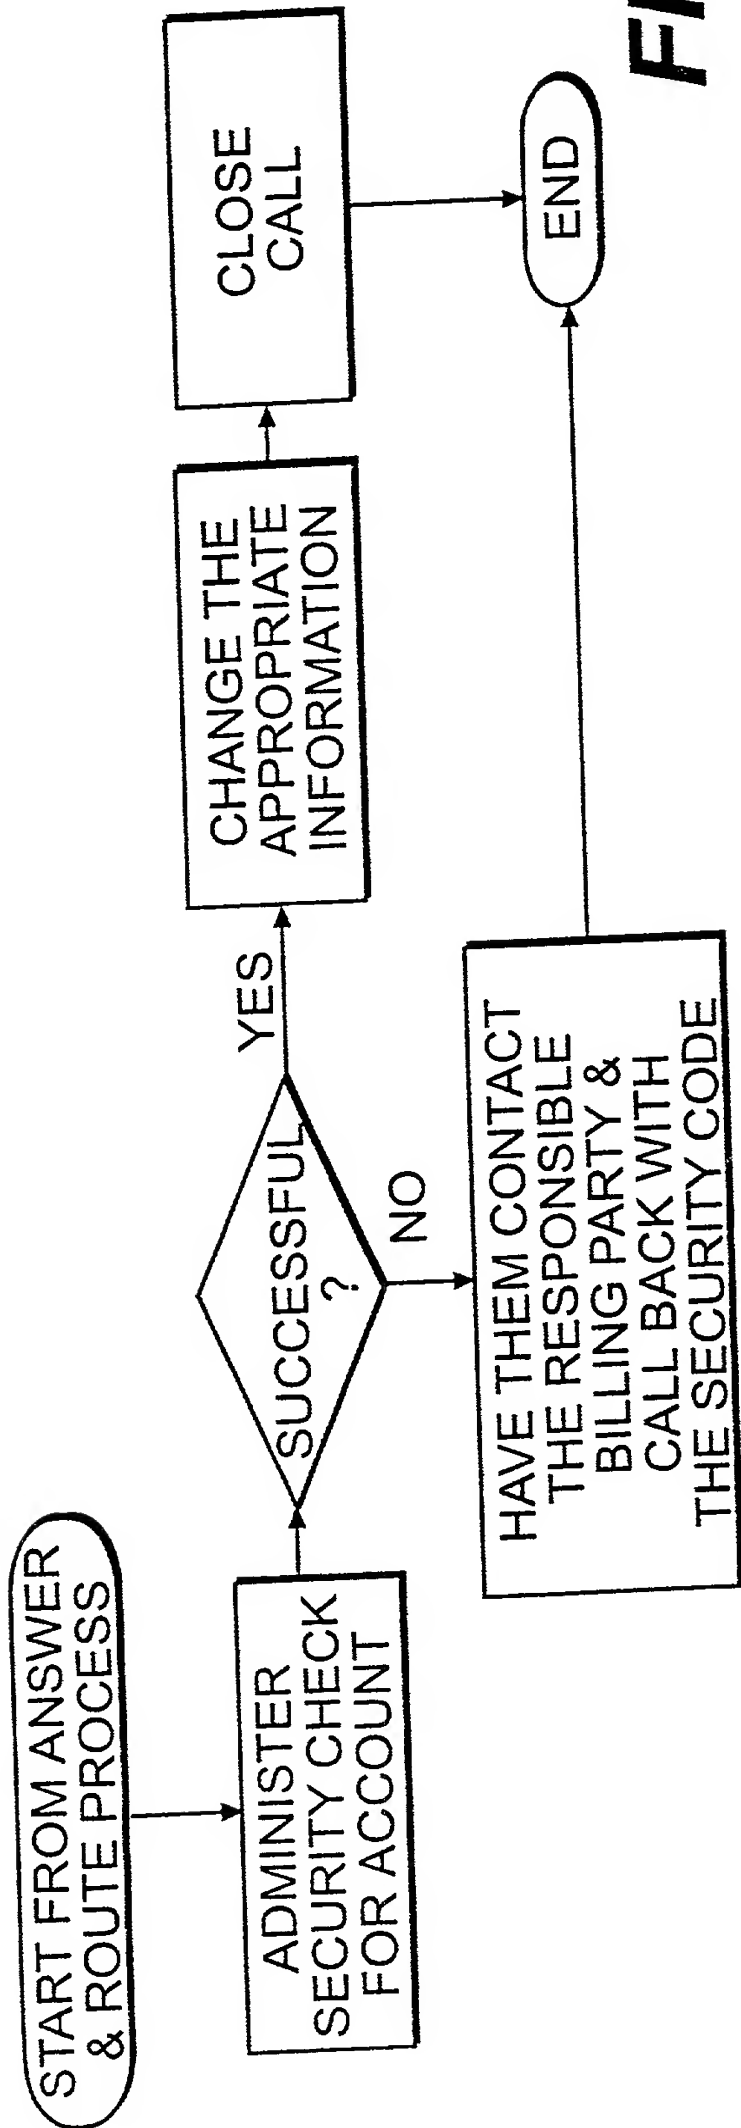 START FROM ANSWER
& ROUTE PROCESS
ADMINISTER
SECURITY CHECK
FOR ACCOUNT
SUCCESSFUL
?
YES
NO
CHANGE THE
APPROPRIATE
INFORMATION
CLOSE
CALL
HAVE THEM CONTACT
THE RESPONSIBLE
BILLING PARTY &
CALL BACK WITH
THE SECURITY CODE
END